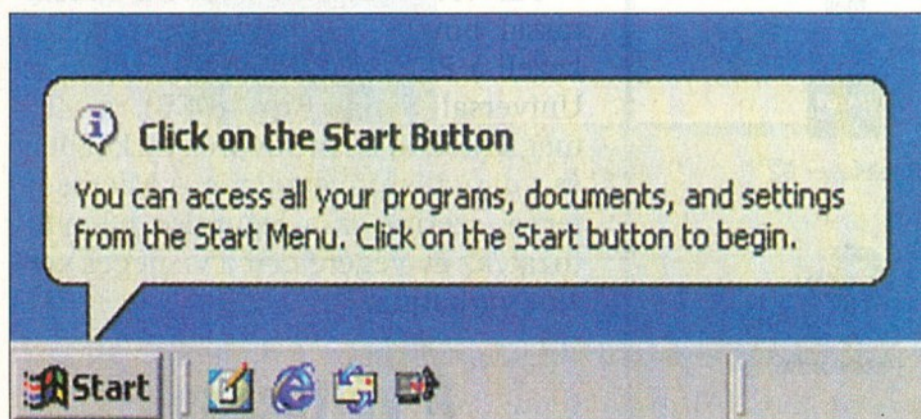 Click on the Start Button
You can access all your programs, documents, and settings
from the Start Menu. Click on the Start button to begin.
Start